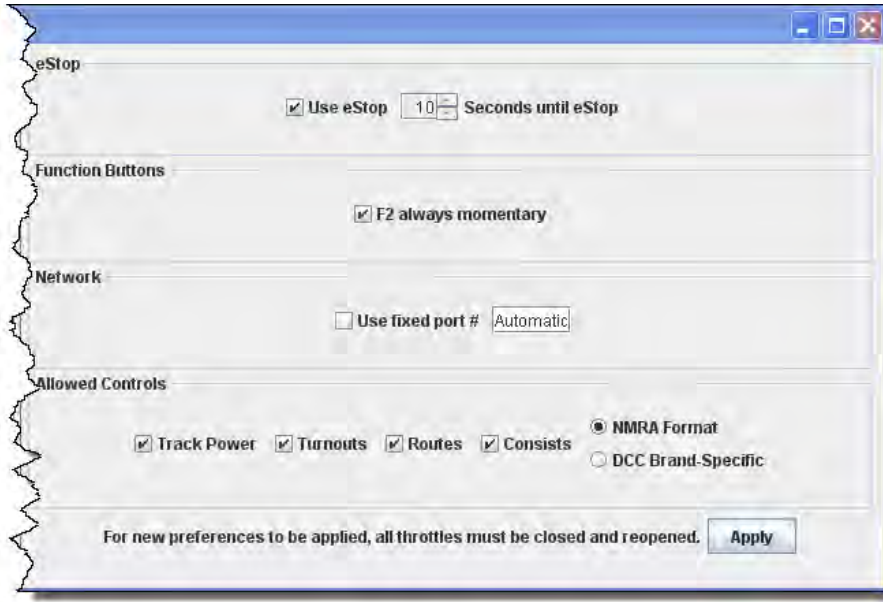 eStop
Use eStop 10 Seconds until eStop
Function Buttons
F2 always momentary
Network
Use fixed port # Automatic
Allowed Controls
Track Power Turnouts Routes Consists NMRA Format
DCC Brand-Specific
For new preferences to be applied, all throttles must be closed and reopened. Apply